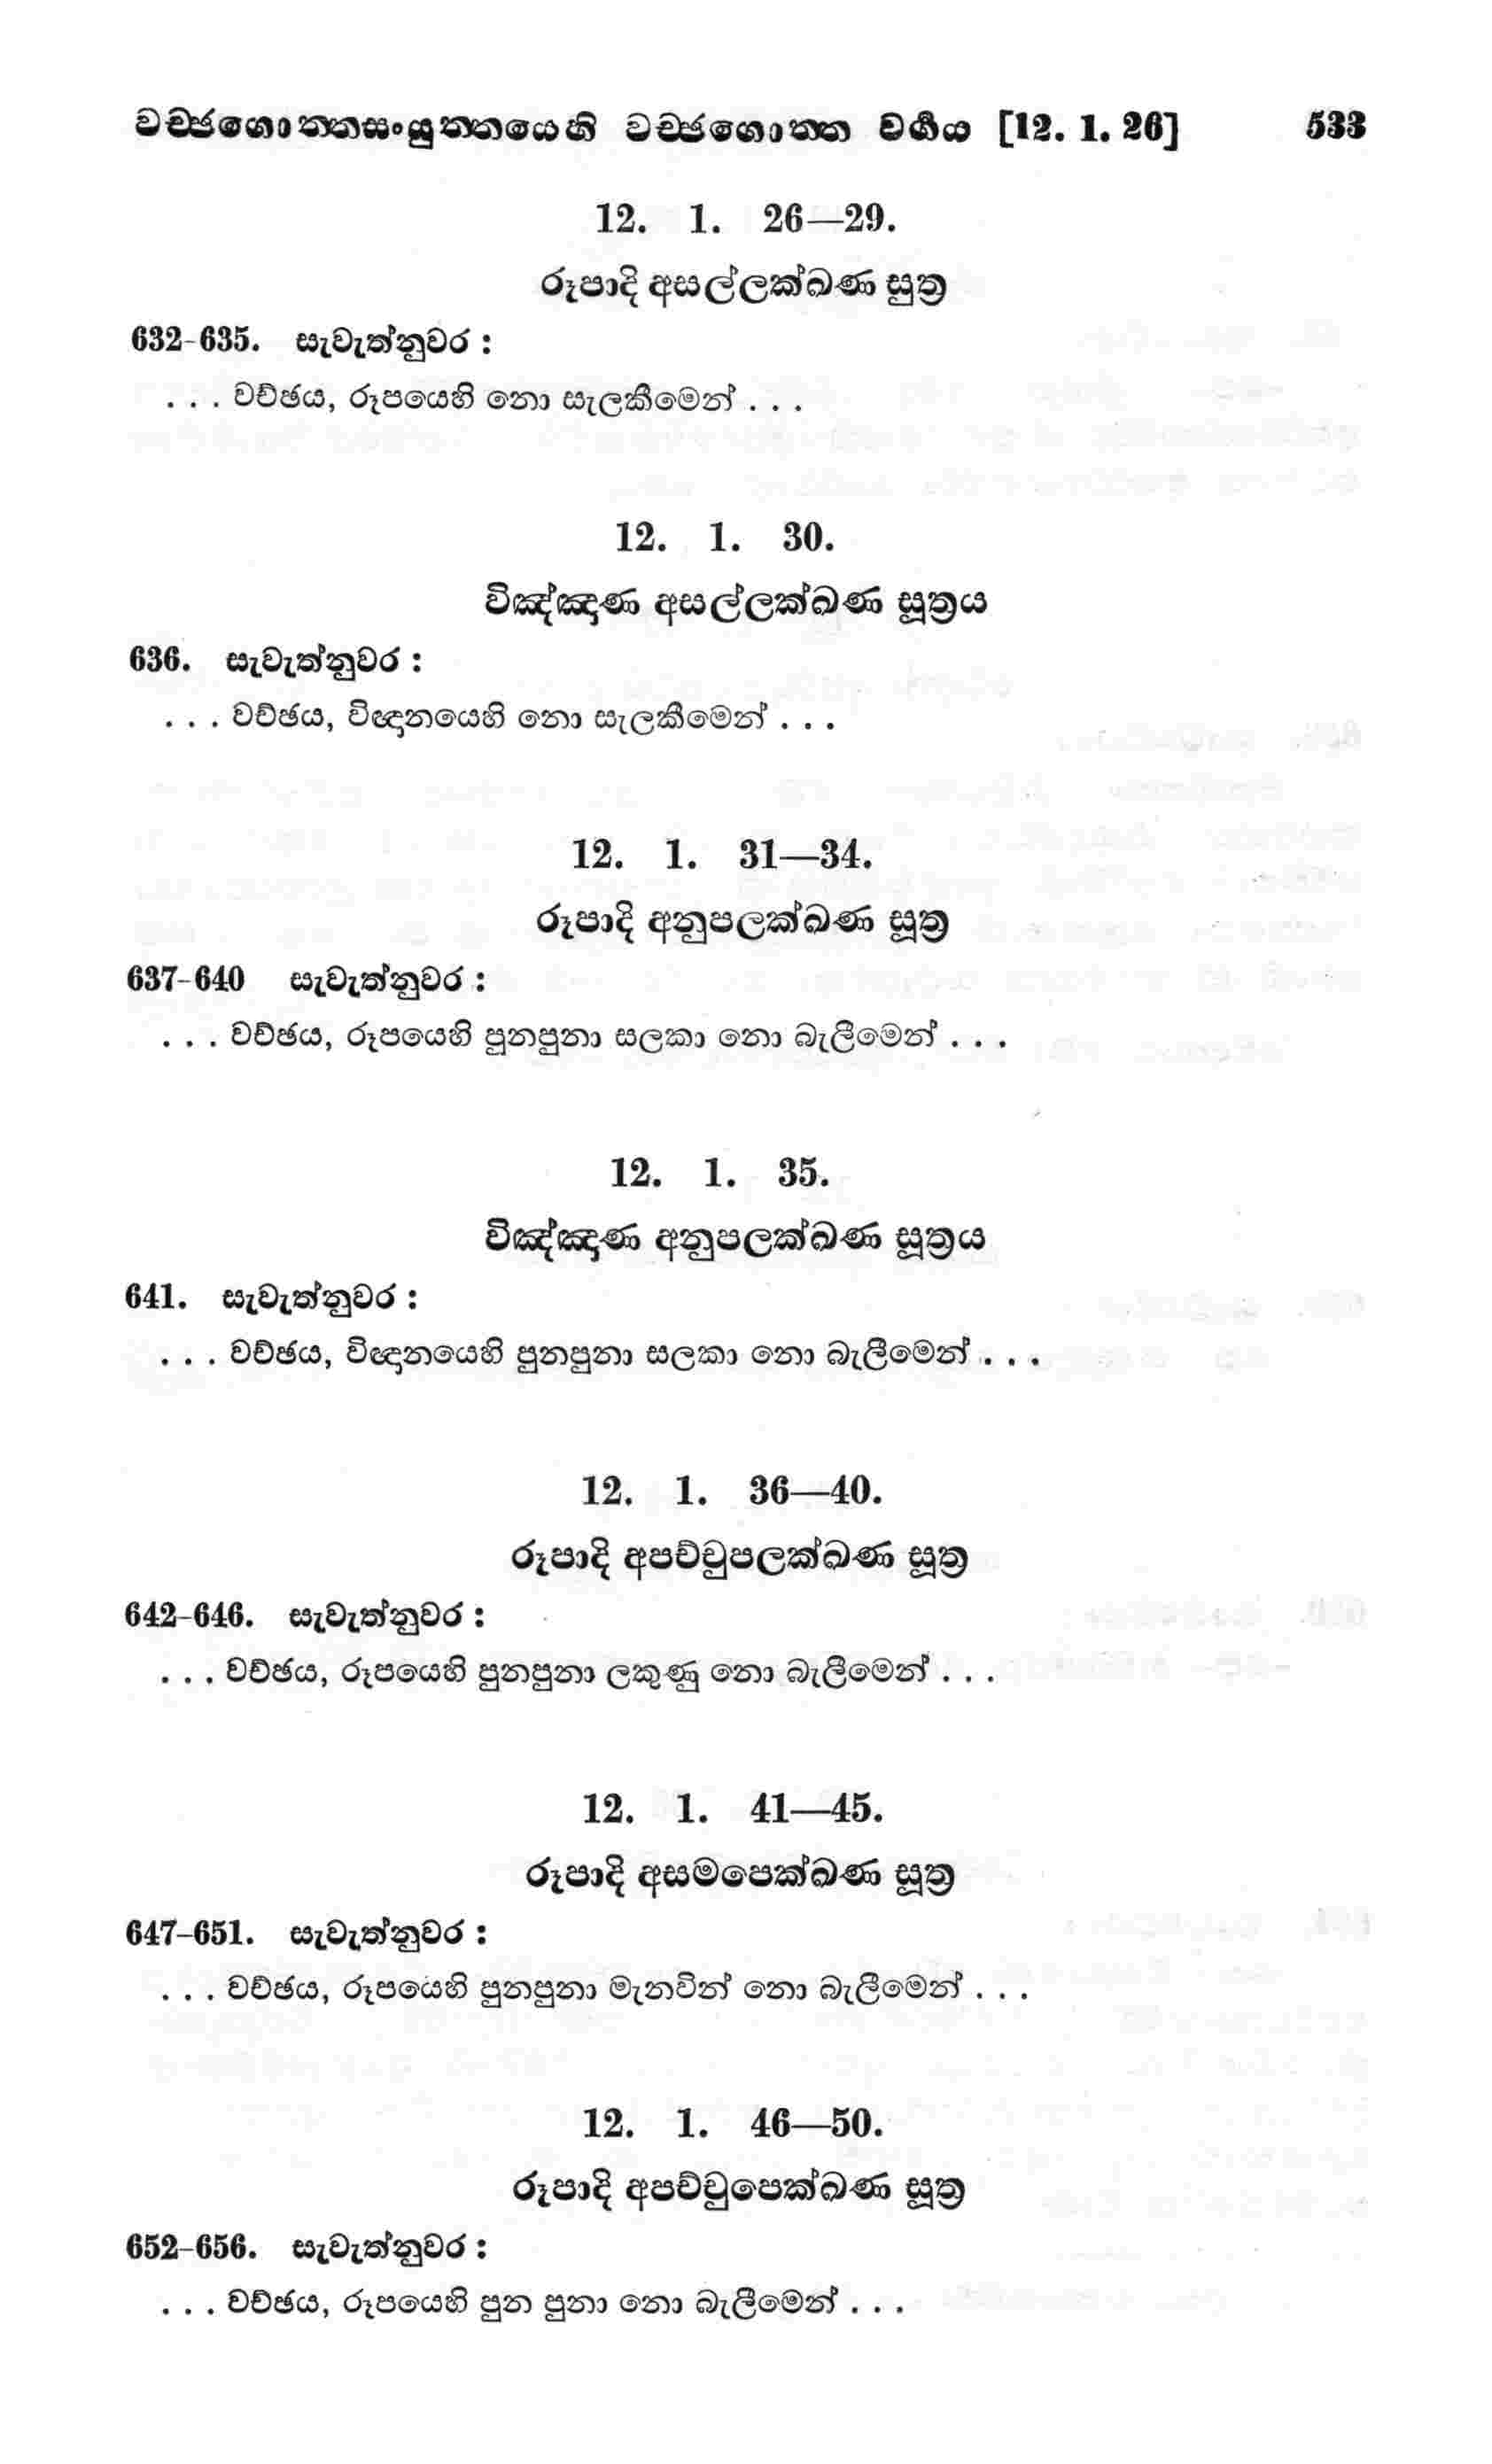 වච්ඡගොත්තසංයුත්තයෙහි වච්ඡගොත්ත වර්‍ගය [12. 1. 26] 533
12. 1. 26—29.
රූපාදි අසල්ලක්ඛණ සුත්‍ර
632-635. සැවැත්නුවර :
. . . වච්ඡය, රූපයෙහි නො සැලකීමෙන් . . .
12. 1. 30.
විඤ්ඤාණ අසල්ලක්ඛණ සූත්‍රය
636. සැවැත්නුවර :
. . . වච්ඡය, විඥානයෙහි නො සැලකීමෙන් . . .
12. 1. 31—34.
රූපාදි අනුපලක්ඛණ සූත්‍ර
637-640 සැවැත්නුවර :
. . . වච්ඡය, රූපයෙහි පුනපුනා සලකා නො බැලීමෙන් . . .
12. 1. 35.
විඤ්ඤාණ අනුපලක්ඛණ සූත්‍රය
641. සැවැත්නුවර :
. . . වච්ඡය, විඥානයෙහි පුනපුනා සලකා නො බැලීමෙන් . . .
12. 1. 36—40.
රූපාදි අපච්චුපලක්ඛණ සූත්‍ර
642-646. සැවැත්නුවර :
. . . වච්ඡය, රූපයෙහි පුනපුනා ලකුණු නො බැලීමෙන් . . .
12. 1. 41—45.
රූපාදි අසමපෙක්ඛණ සූත්‍ර
647-651. සැවැත්නුවර :
. . . වච්ඡය, රූපයෙහි පුනපුනා මැනවින් නො බැලීමෙන් . . .
12. 1. 46—50.
රූපාදි අපච්චුපෙක්ඛණ සූත්‍ර
652-656. සැවැත්නුවර :
. . . වච්ඡය, රූපයෙහි පුන පුනා නො බැලීමෙන් . . .